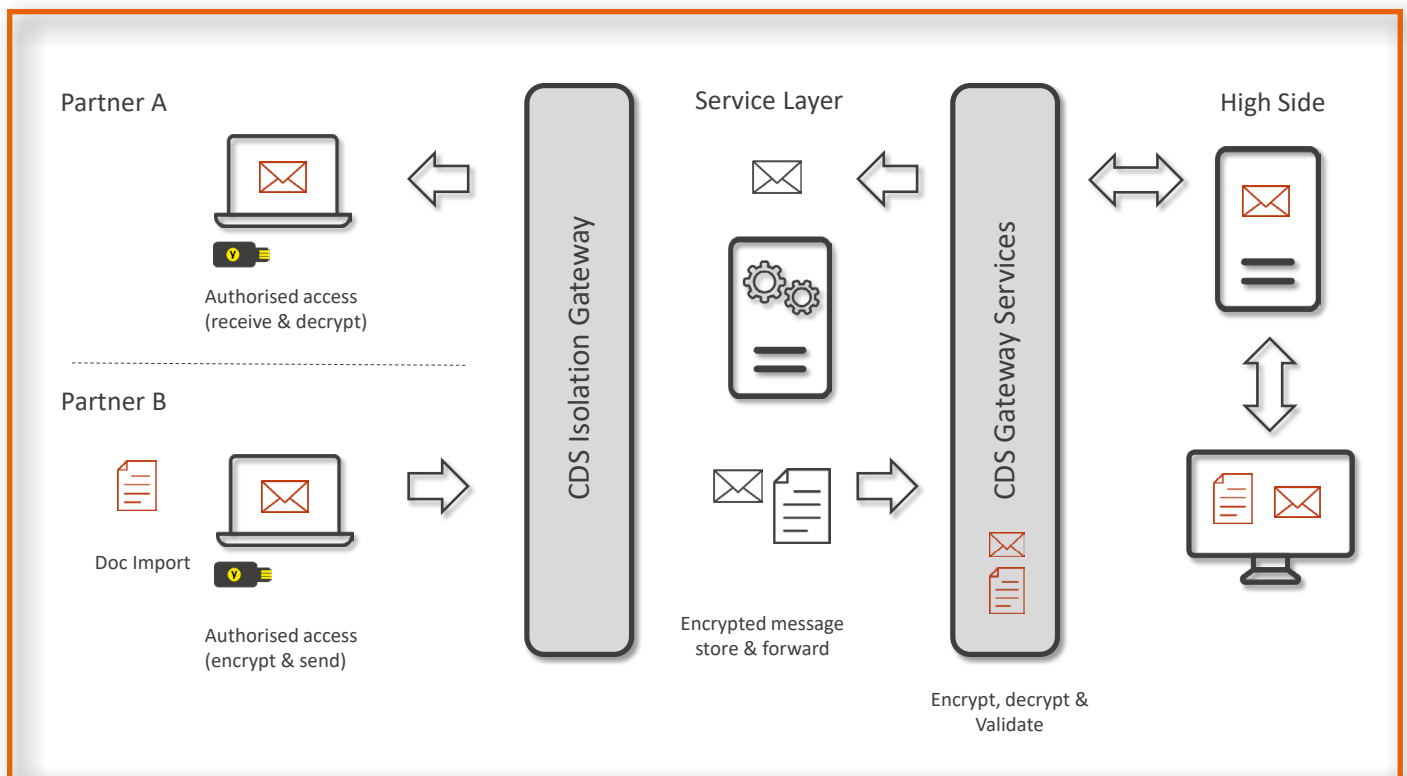 Partner A
Authorised access
(receive & decrypt)
Partner B
Doc Import
Authorised access
(encrypt & send)
CDS Isolation Gateway
Service Layer
Encrypted message
store & forward
CDS Gateway Services
Encrypt, decrypt &
Validate
High Side
y
y